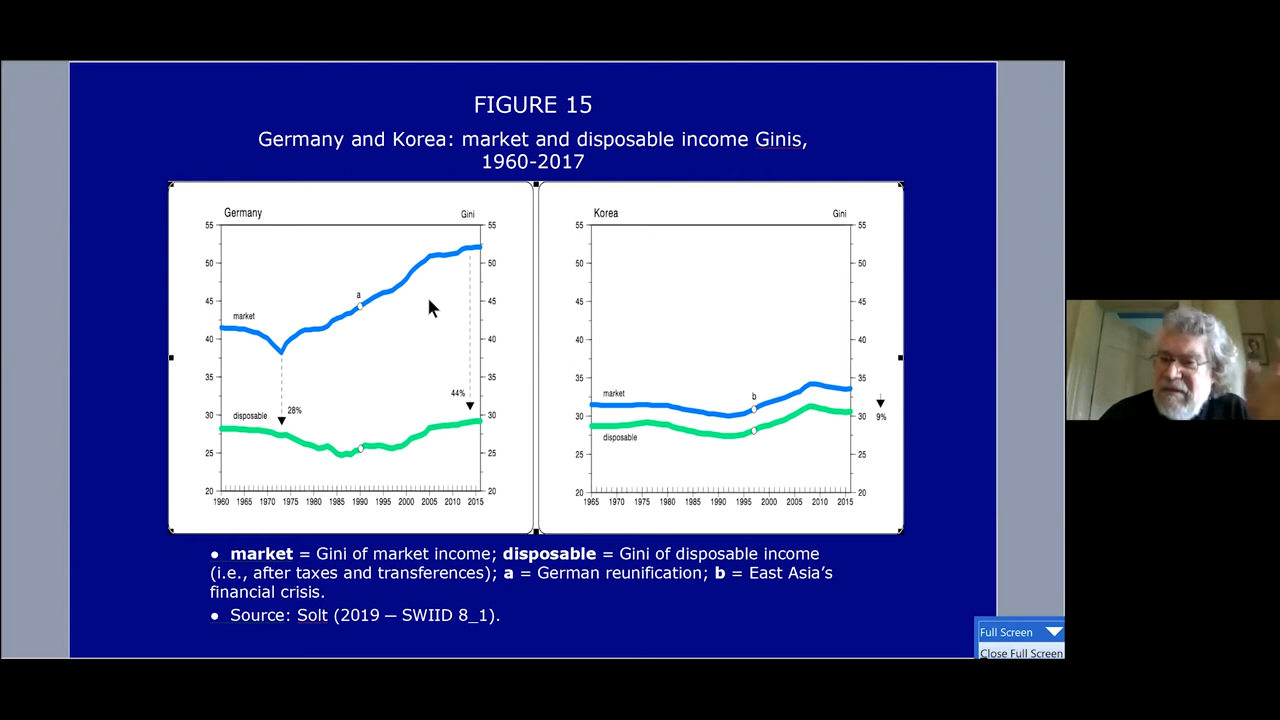 FIGURE 15
Germany and Korea: market and disposable income Ginis,
1960-2017
Germany
Gini
55 55
50 50
45 45
40 40
35 35
30 30
25 25
20 20
a
market
disposable
28%
44%
1960 1965 1970 1975 1980 1985 1990 1995 2000 2005 2010 2015
Korea
Gini
55 55
50 50
45 45
40 40
35 35
30 30
25 25
20 20
b
market
disposable
9%
1965 1970 1975 1980 1985 1990 1995 2000 2005 2010 2015
● market = Gini of market income; disposable = Gini of disposable income
(i.e., after taxes and transferences); a = German reunification; b = East Asia's
financial crisis.
● Source: Solt (2019 — SWIID 8_1).
Full Screen
Close Full Screen